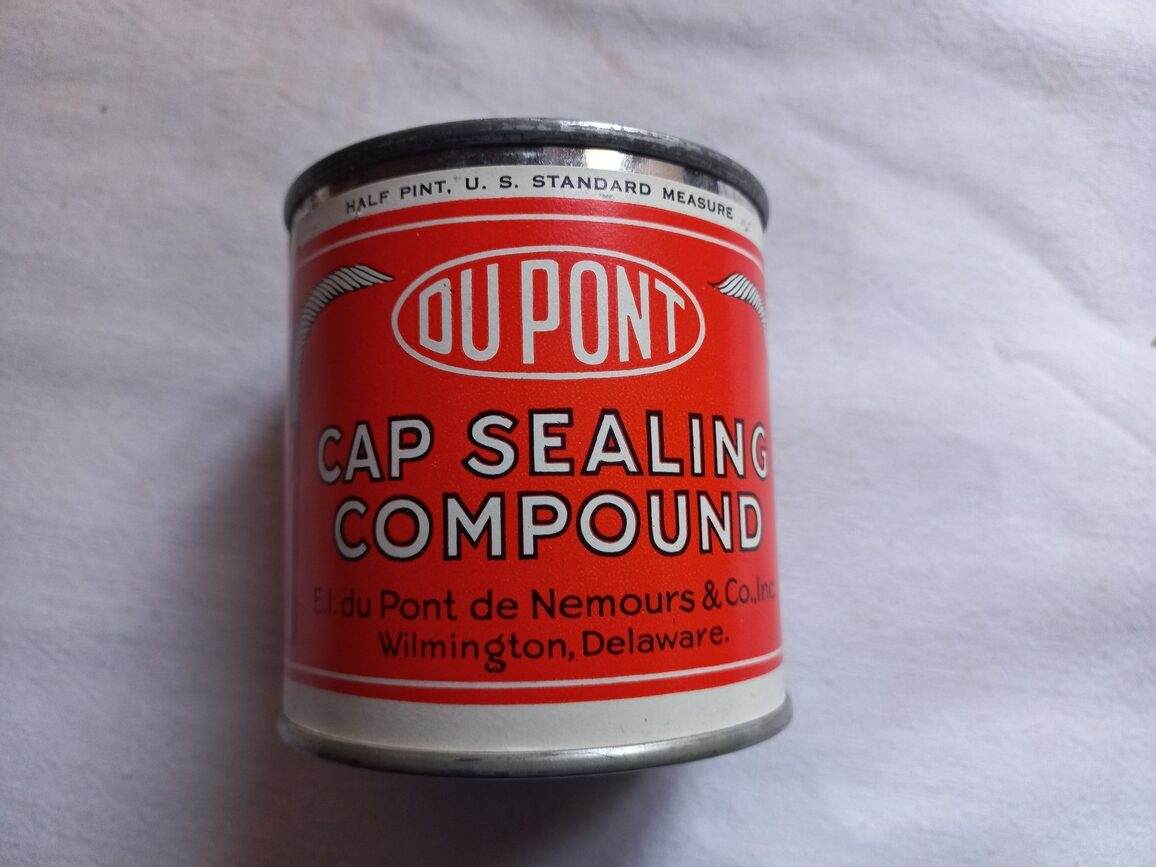 HALF PINT, U. S. STANDARD MEASURE
DU PONT
CAP SEALING
COMPOUND
E.I. du Pont de Nemours & Co., Inc.
Wilmington, Delaware.